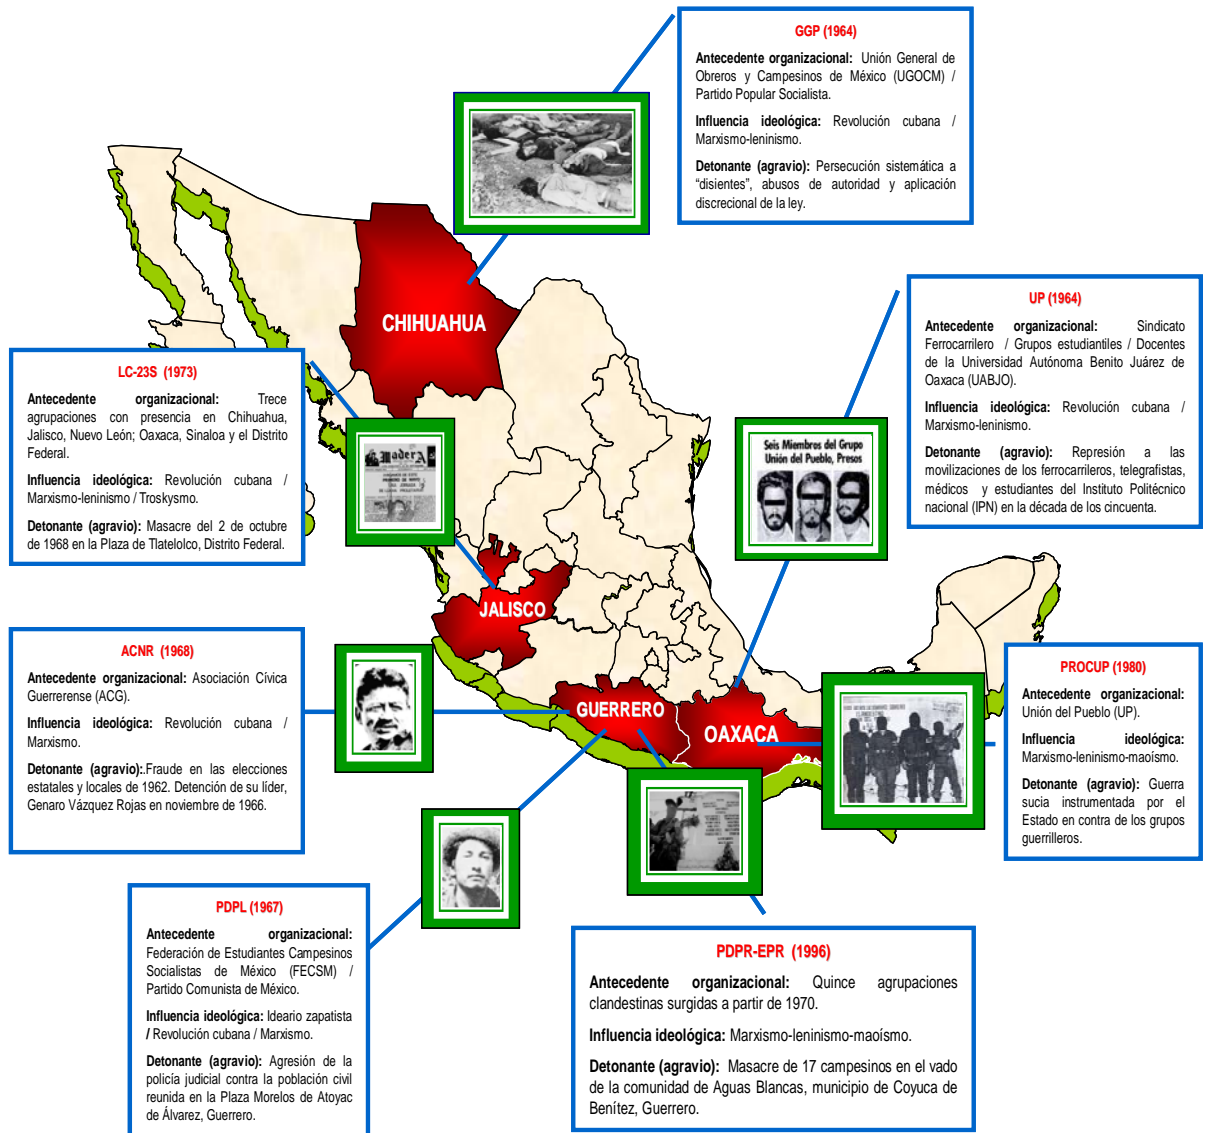 GGP (1964)
Antecedente organizacional: Unión General de
Obreros y Campesinos de México (UGOCM) /
Partido Popular Socialista.
Influencia ideológica: Revolución cubana /
Marxismo-leninismo.
Detonante (agravio): Persecución sistemática a
“disientes”, abusos de autoridad y aplicación
discrecional de la ley.
CHIHUAHUA
UP (1964)
Antecedente organizacional: Sindicato
Ferrocarrilero / Grupos estudiantiles / Docentes
de la Universidad Autónoma Benito Juárez de
Oaxaca (UABJO).
Influencia ideológica: Revolución cubana /
Marxismo-leninismo.
Detonante (agravio): Represión a las
movilizaciones de los ferrocarrileros, telegrafistas,
médicos y estudiantes del Instituto Politécnico
nacional (IPN) en la década de los cincuenta.
LC-23S (1973)
Antecedente organizacional: Trece
agrupaciones con presencia en Chihuahua,
Jalisco, Nuevo León; Oaxaca, Sinaloa y el Distrito
Federal.
Influencia ideológica: Revolución cubana /
Marxismo-leninismo / Troskysmo.
Detonante (agravio): Masacre del 2 de octubre
de 1968 en la Plaza de Tlatelolco, Distrito Federal.
MaderA
Seis Miembros del Grupo
Unión del Pueblo, Presos
JALISCO
ACNR (1968)
Antecedente organizacional: Asociación Cívica
Guerrerense (ACG).
Influencia ideológica: Revolución cubana /
Marxismo.
Detonante (agravio):.Fraude en las elecciones
estatales y locales de 1962. Detención de su líder,
Genaro Vázquez Rojas en noviembre de 1966.
GUERRERO
OAXACA
PROCUP (1980)
Antecedente organizacional:
Unión del Pueblo (UP).
Influencia ideológica:
Marxismo-leninismo-maoísmo.
Detonante (agravio): Guerra
sucia instrumentada por el
Estado en contra de los grupos
guerrilleros.
PDPL (1967)
Antecedente organizacional:
Federación de Estudiantes Campesinos
Socialistas de México (FECSM) /
Partido Comunista de México.
Influencia ideológica: Ideario zapatista
/ Revolución cubana / Marxismo.
Detonante (agravio): Agresión de la
policía judicial contra la población civil
reunida en la Plaza Morelos de Atoyac
de Álvarez, Guerrero.
PDPR-EPR (1996)
Antecedente organizacional: Quince agrupaciones
clandestinas surgidas a partir de 1970.
Influencia ideológica: Marxismo-leninismo-maoísmo.
Detonante (agravio): Masacre de 17 campesinos en el vado
de la comunidad de Aguas Blancas, municipio de Coyuca de
Benítez, Guerrero.